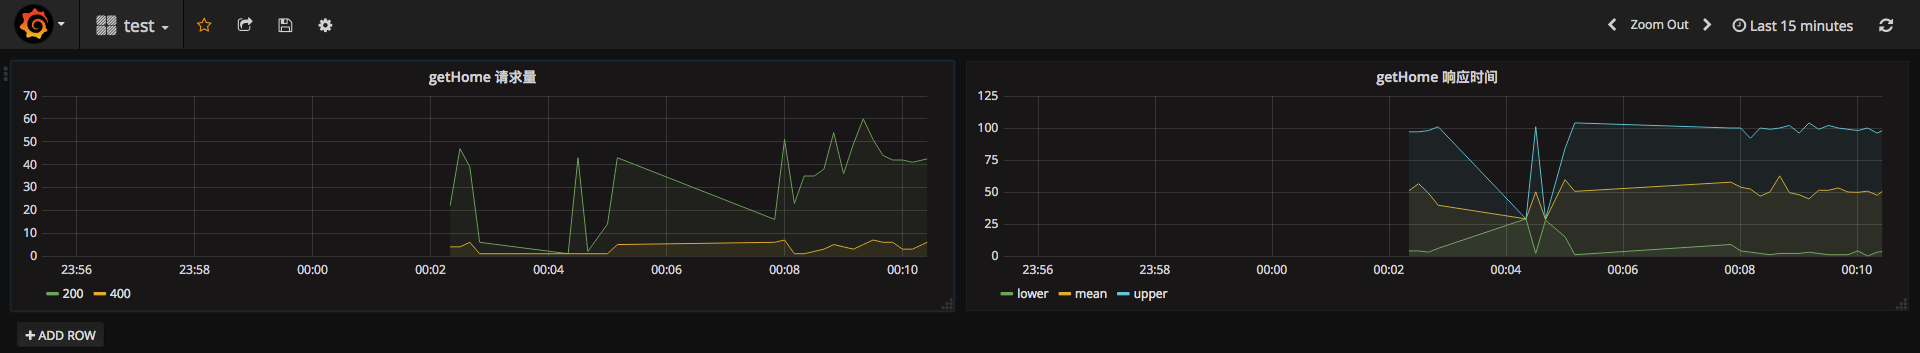 test
Zoom Out
Last 15 minutes
getHome 请求量
70
60
50
40
30
20
10
0
23:56 23:58 00:00 00:02 00:04 00:06 00:08 00:10
200 400
getHome 响应时间
125
100
75
50
25
0
23:56 23:58 00:00 00:02 00:04 00:06 00:08 00:10
lower mean upper
+ ADD ROW